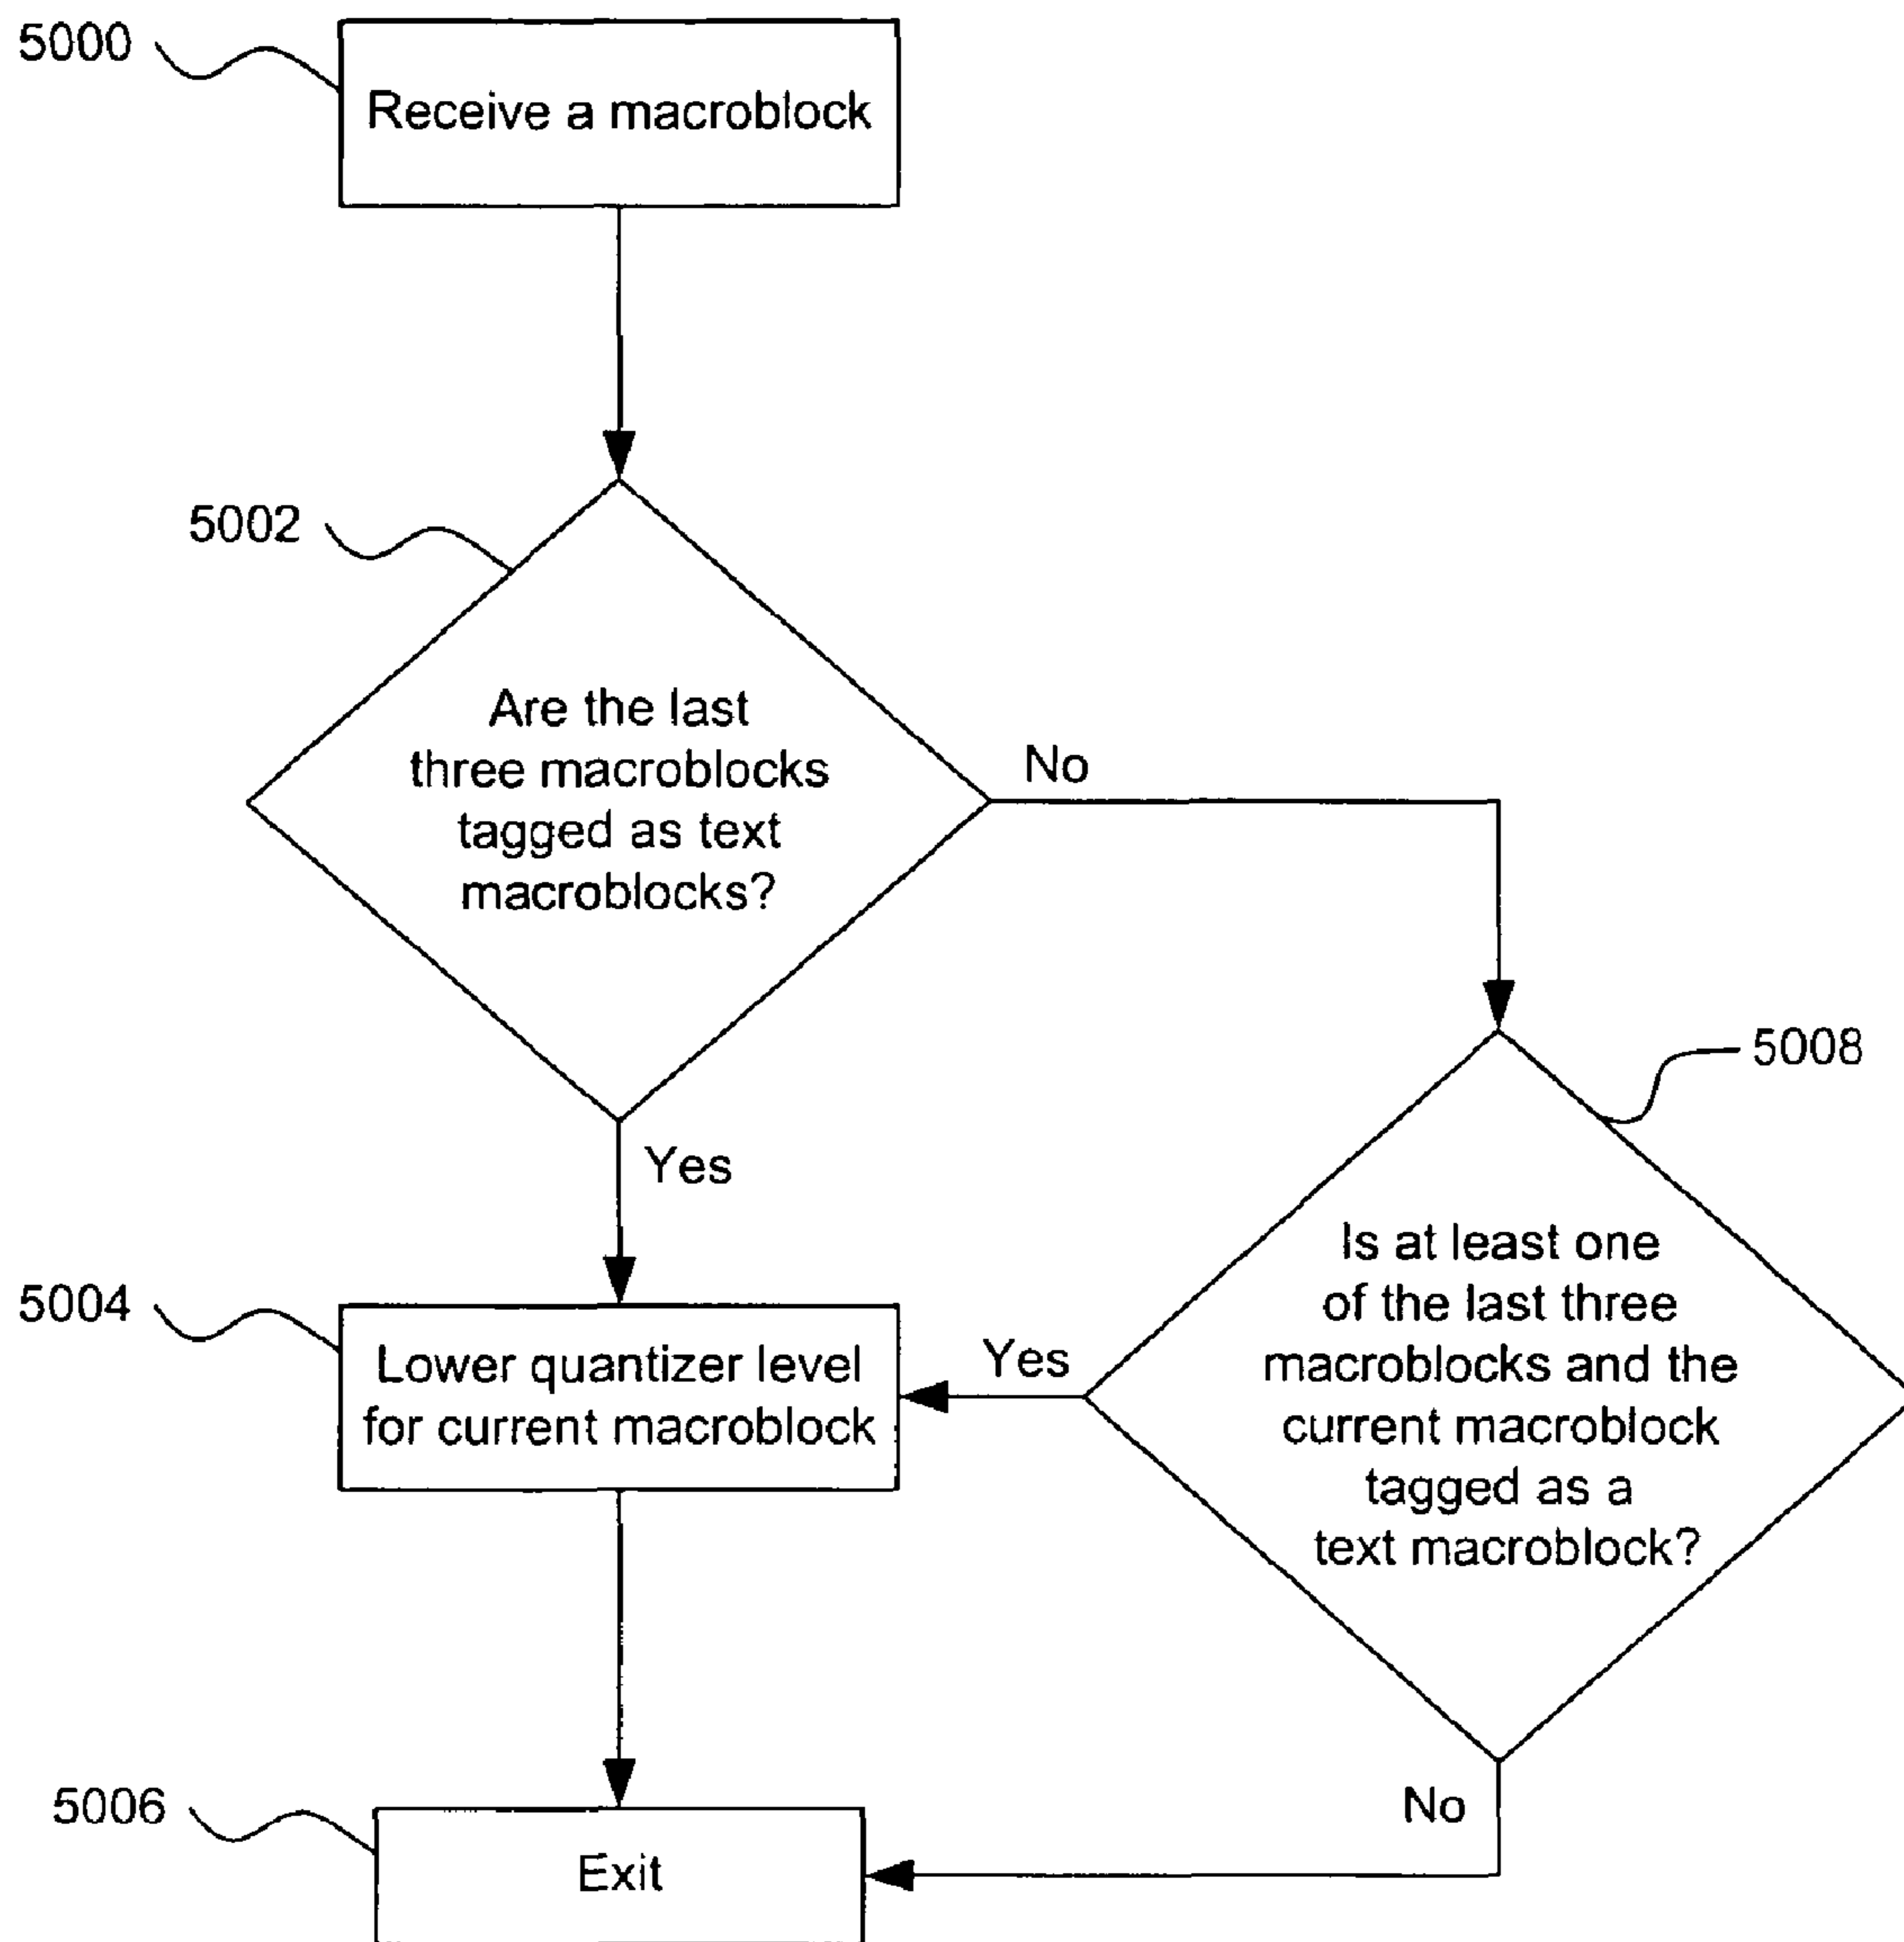 5000
Receive a macroblock
5002
Are the last
three macroblocks
tagged as text
macroblocks?
No
Yes
5008
Is at least one
of the last three
macroblocks and the
current macroblock
tagged as a
text macroblock?
5004
Lower quantizer level
for current macroblock
Yes
No
5006
Exit